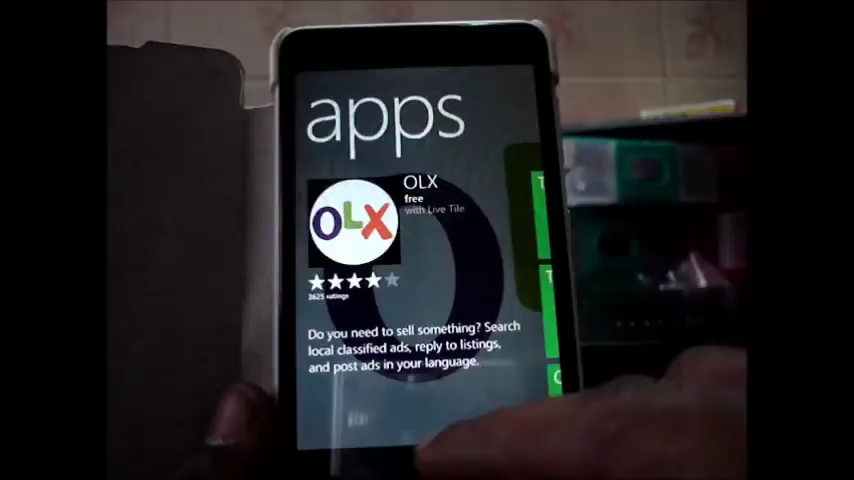 apps
OLX
free
with Live Tile
OLX
3625 ratings
Do you need to sell something? Search
local classified ads, reply to listings,
and post ads in your language.
T
T